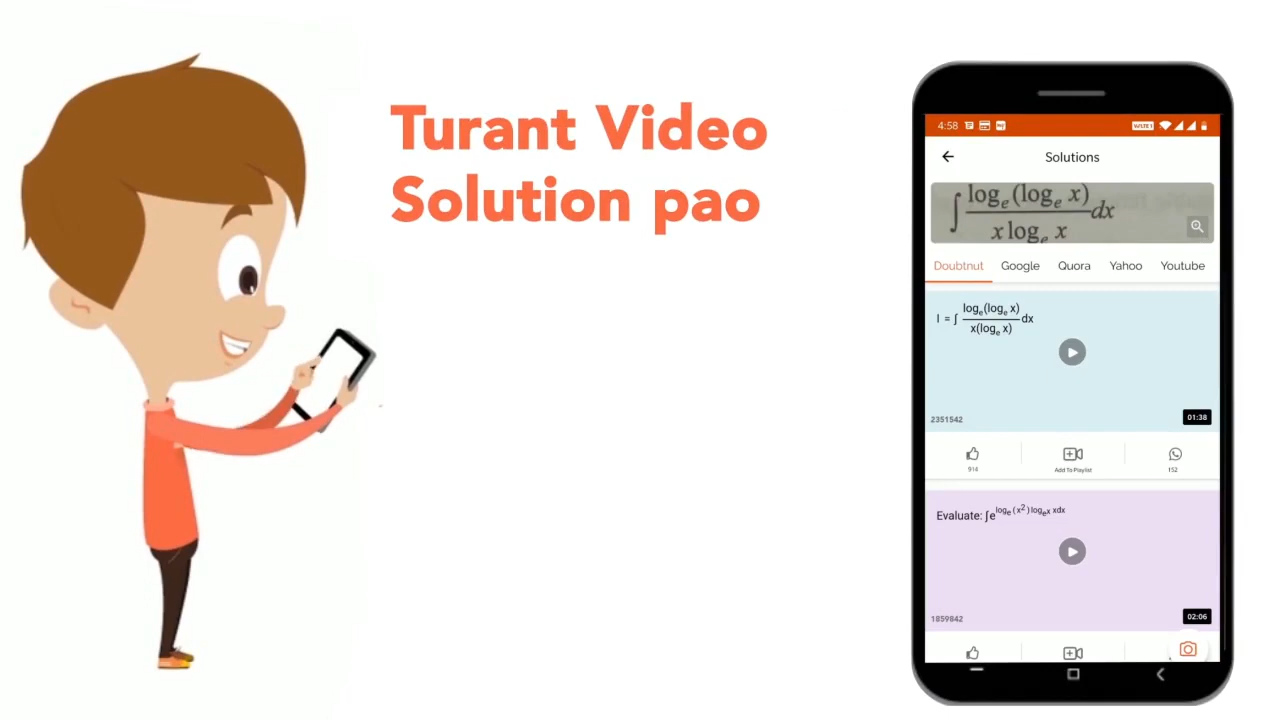 Turant Video
Solution pao
4:58
VoLTE1
Solutions
∫ logₑ(logₑ x) / x logₑ x dx
Doubtnut Google Quora Yahoo Youtube
I = ∫ logₑ(logₑ x) / x(logₑ x) dx
2351542
01:38
914
Add To Playlist
152
Evaluate: ∫e^logₑ(x²)logₑx xdx
1859842
02:06